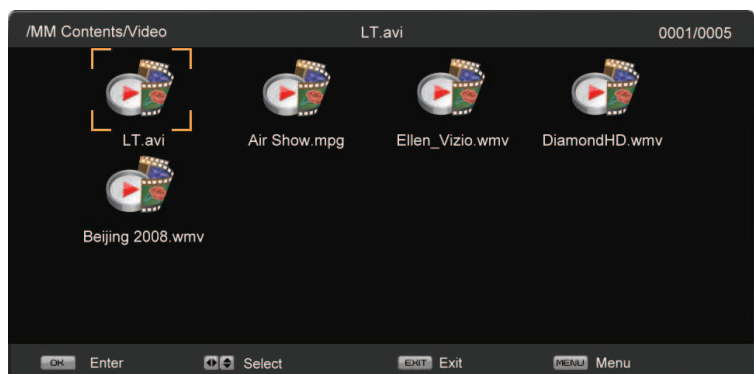 /MM Contents/Video LT.avi 0001/0005
LT.avi Air Show.mpg Ellen_Vizio.wmv DiamondHD.wmv
Beijing 2008.wmv
OK Enter Select EXIT Exit MENU Menu